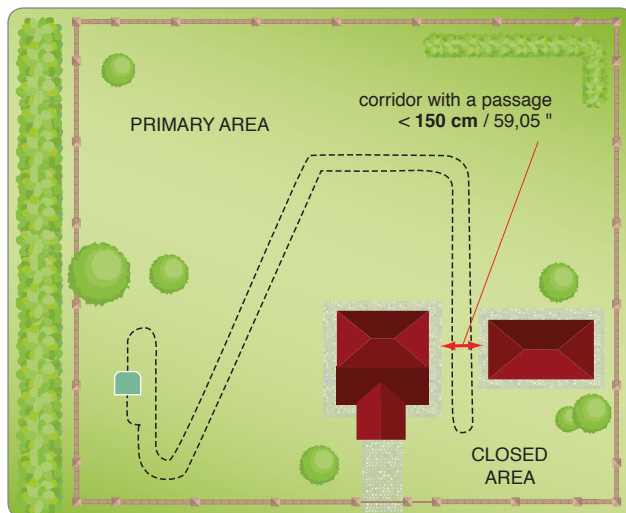 corridor with a passage
< 150 cm / 59,05 "
PRIMARY AREA
CLOSED
AREA